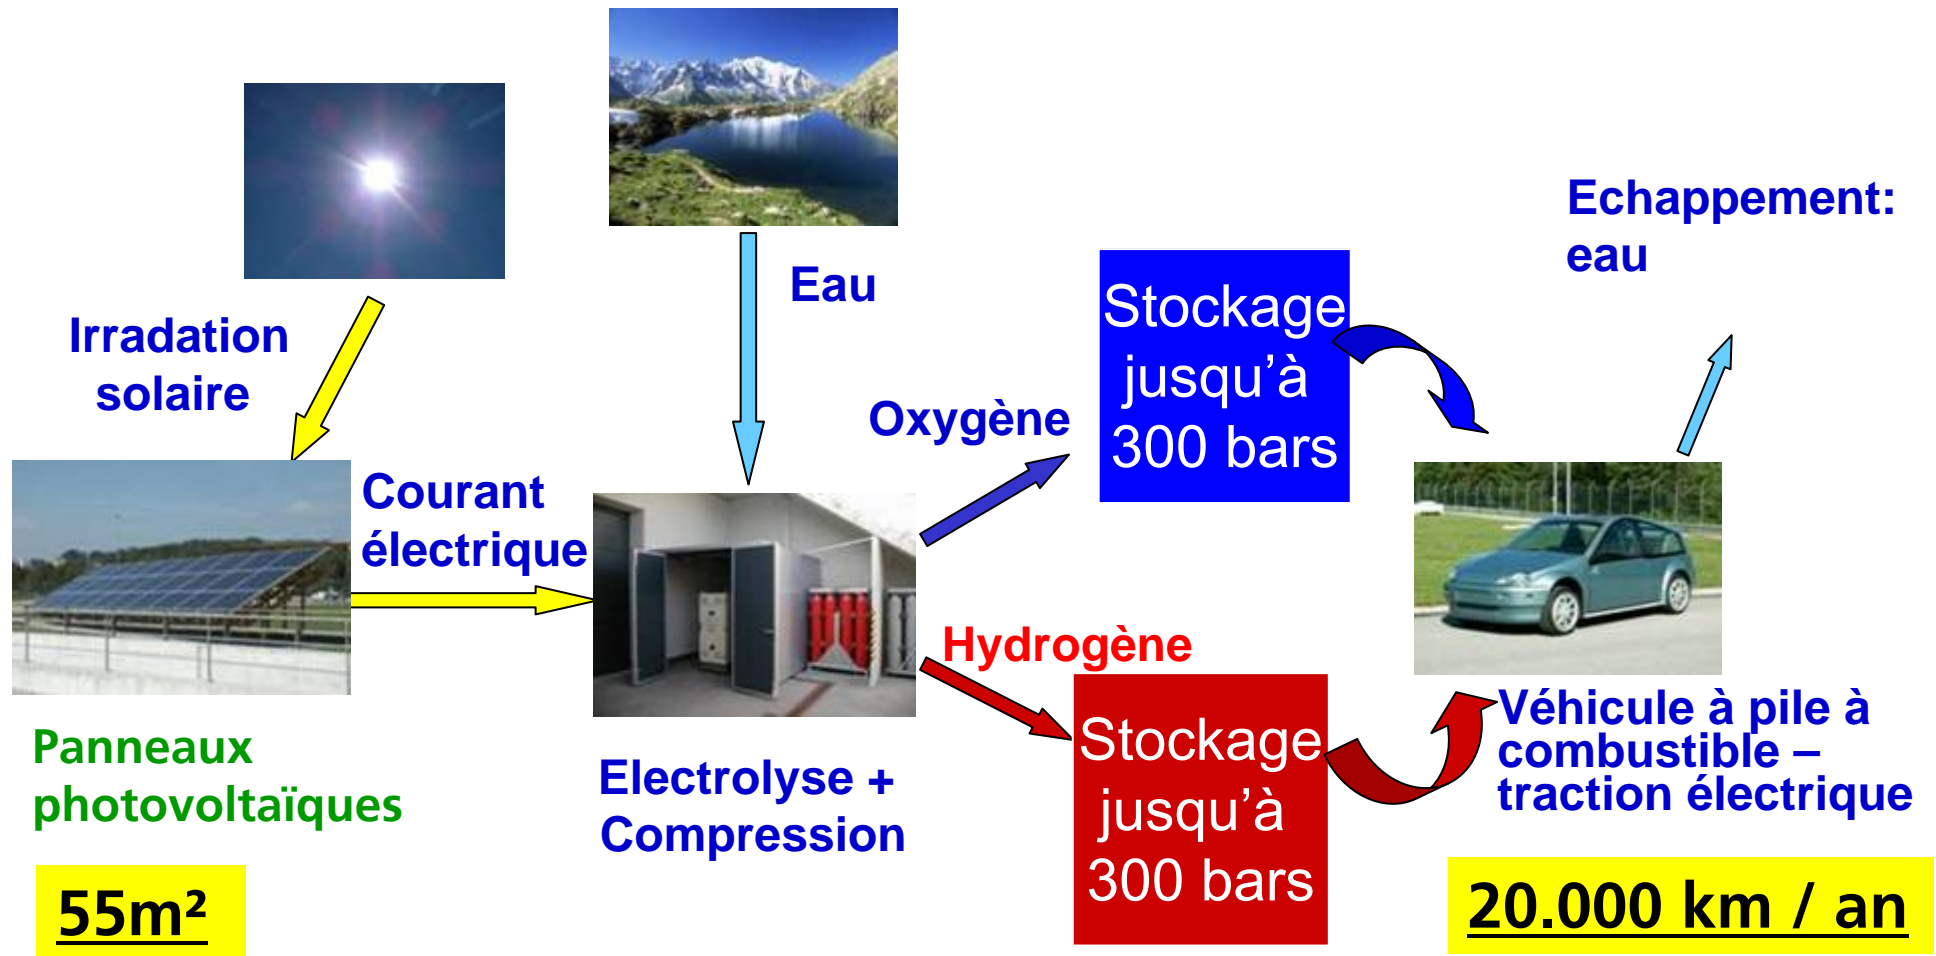 Irradation
solaire
Eau
Echappement:
eau
Stockage
jusqu’à
300 bars
Oxygène
Courant
électrique
Hydrogène
Stockage
jusqu’à
300 bars
Panneaux
photovoltaïques
Electrolyse +
Compression
Véhicule à pile à
combustible –
traction électrique
55m²
20.000 km / an